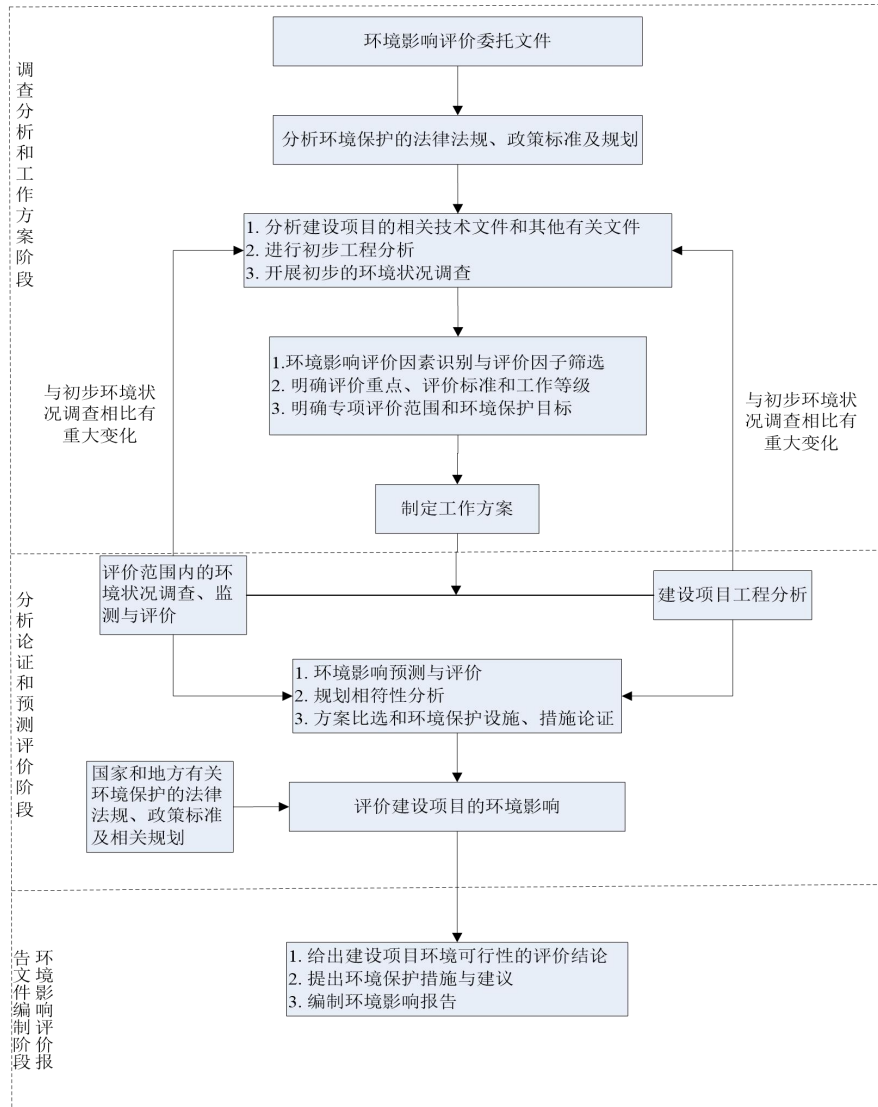 环境影响评价委托文件
调查分析和工作方案阶段
分析环境保护的法律法规、政策标准及规划
1. 分析建设项目的相关技术文件和其他有关文件
2. 进行初步工程分析
3. 开展初步的环境状况调查
1.环境影响评价因素识别与评价因子筛选
2. 明确评价重点、评价标准和工作等级
3. 明确专项评价范围和环境保护目标
与初步环境状
况调查相比有
重大变化
与初步环境状
况调查相比有
重大变化
制定工作方案
分析论证和预测评价阶段
评价范围内的环
境状况调查、监
测与评价
建设项目工程分析
1. 环境影响预测与评价
2. 规划相符性分析
3. 方案比选和环境保护设施、措施论证
国家和地方有关
环境保护的法律
法规、政策标准
及相关规划
评价建设项目的环境影响
环境影响评价报
告文件编制阶段
1. 给出建设项目环境可行性的评价结论
2. 提出环境保护措施与建议
3. 编制环境影响报告